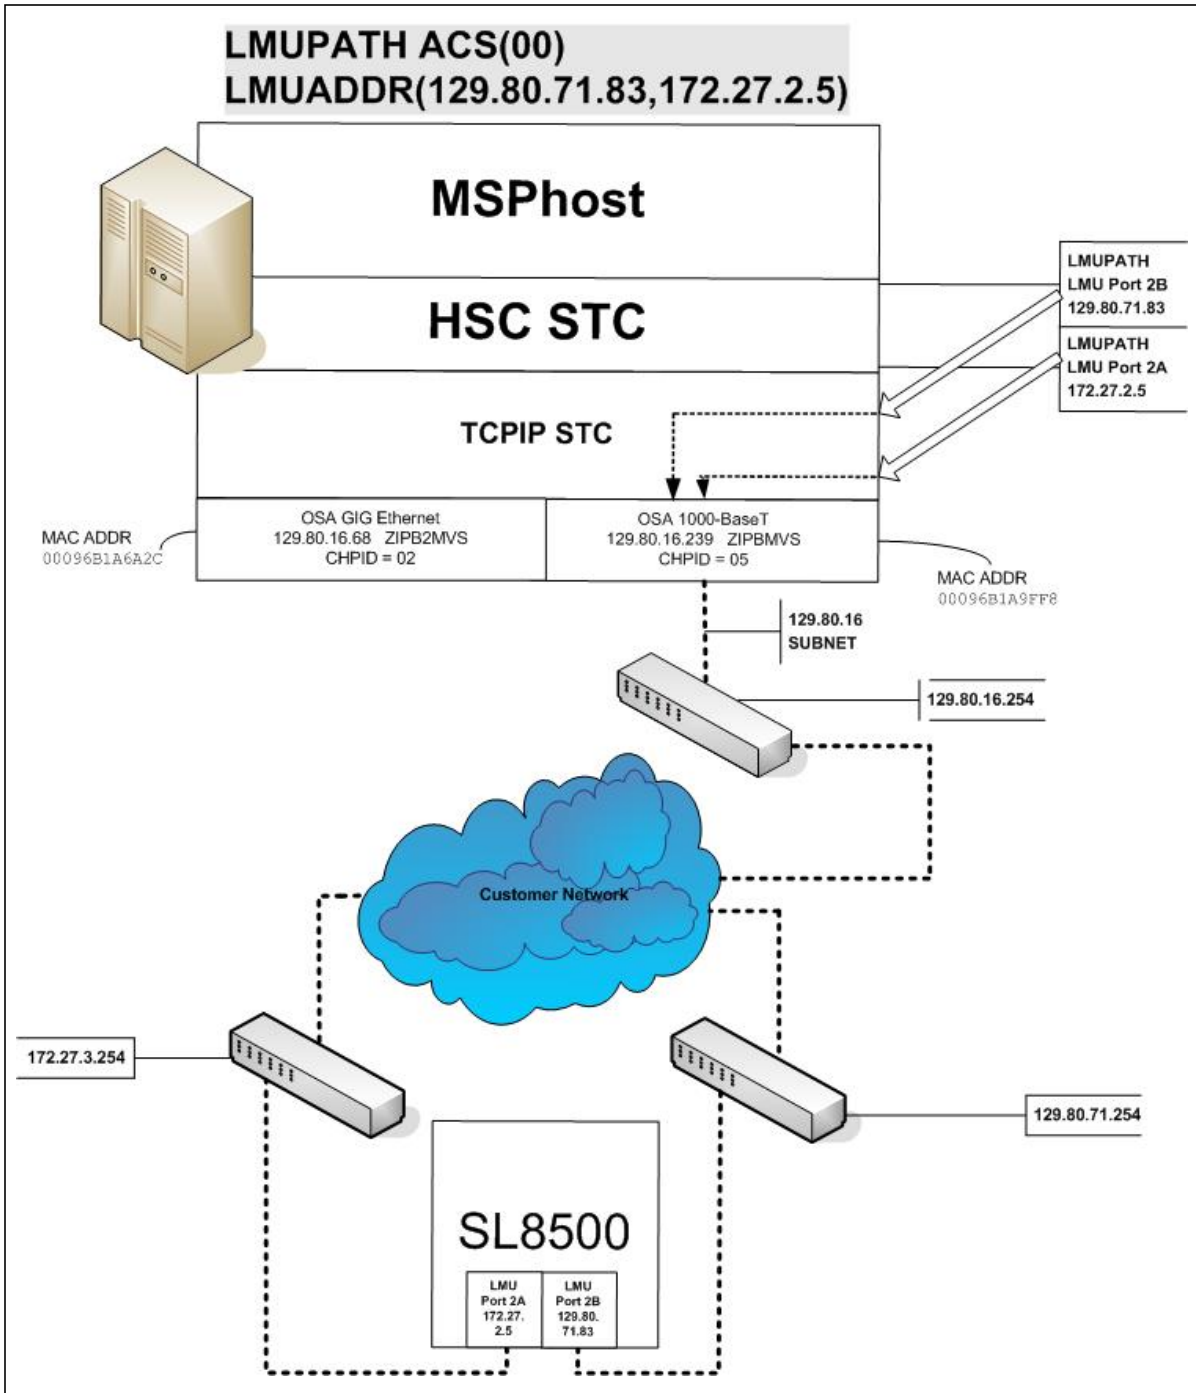 LMUPATH ACS(00)
LMUADDR(129.80.71.83,172.27.2.5)
MSPhost
HSC STC
LMUPATH
LMU Port 2B
129.80.71.83
LMUPATH
LMU Port 2A
172.27.2.5
TCPIP STC
OSA GIG Ethernet
129.80.16.68 ZIPB2MVS
CHPID = 02
OSA 1000-BaseT
129.80.16.239 ZIPBMVS
CHPID = 05
MAC ADDR
00096B1A6A2C
MAC ADDR
00096B1A9FF8
129.80.16
SUBNET
129.80.16.254
Customer Network
172.27.3.254
129.80.71.254
SL8500
LMU
Port 2A
172.27.
2.5
LMU
Port 2B
129.80.
71.83